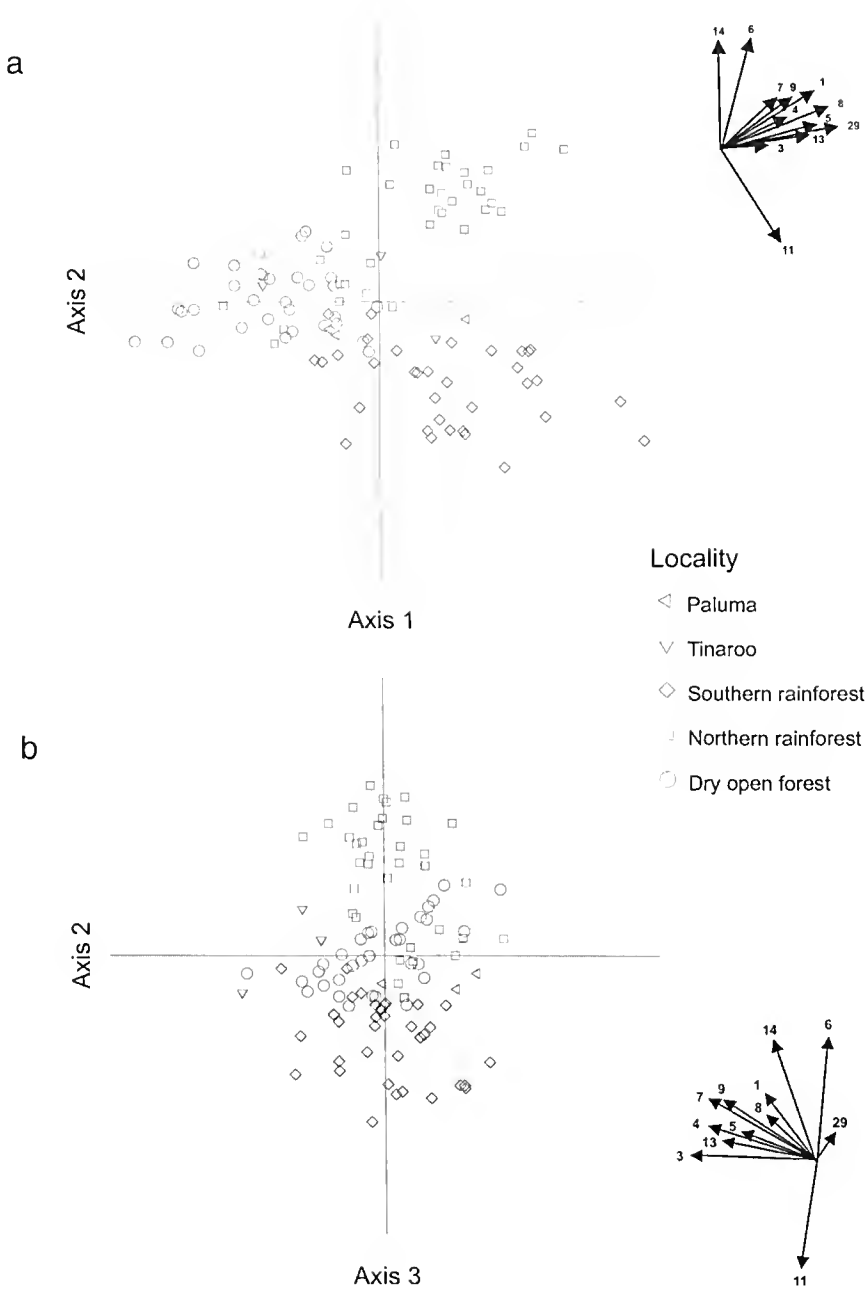 a
14 6
7 9 1
4 8
5 29
3 13
11
Axis 2
Axis 1
Locality
Paluma
Tinaroo
Southern rainforest
Northern rainforest
Dry open forest
b
Axis 2
Axis 3
14 6
7 9 1
8 29
4 5
13
3
11